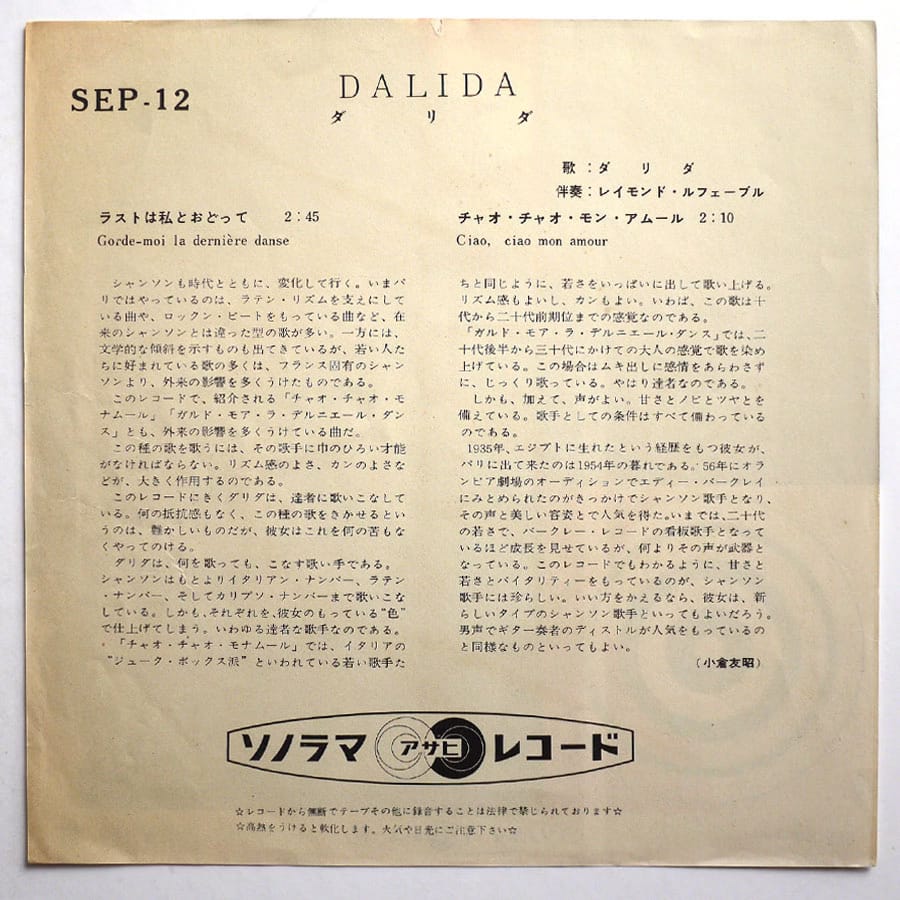 SEP-12
DALIDA
ダリダ
歌：ダリダ
伴奏：レイモンド・ルフェーブル
ラストは私とおどって 2：45
Gorde-moi la dernière danse
チャオ・チャオ・モン・アムール 2：10
Ciao, ciao mon amour
シャンソンも時代とともに、変化して行く。いまパ
リではやっているのは、ラテン・リズムを支えにして
いる曲や、ロックン・ビートをもっている曲など、在
来のシャンソンとは違った型の歌が多い。一方には、
文学的な傾斜を示すものも出てきているが、若い人た
ちに好まれている歌の多くは、フランス固有のシャン
ソンより、外来の影響を多くうけたものである。
このレコードで、紹介される「チャオ・チャオ・モ
ナムール」「ガルド・モア・ラ・デルニエール・ダン
ス」とも、外来の影響を多くうけている曲だ。
この種の歌を歌うには、その歌手に巾のひろい才能
がなければならない。リズム感のよさ、カンのよさな
どが、大きく作用するのである。
このレコードにきくダリダは、達者に歌いこなして
いる。何の抵抗感もなく、この種の歌をきかせるとい
うのは、難かしいものだが、彼女はこれを何の苦もな
くやってのける。
ダリダは、何を歌っても、こなす歌い手である。
シャンソンはもとよりイタリアン・ナンバー、ラテン
・ナンバー、そしてカリプソ・ナンバーまで歌いこな
している。しかも、それぞれを、彼女のもっている"色"
で仕上げてしまう。いわゆる達者な歌手なのである。
「チャオ・チャオ・モナムール」では、イタリアの
"ジューク・ボックス派"といわれている若い歌手た
ちと同じように、若さをいっぱいに出して歌い上げる。
リズム感もよいし、カンもよい。いわば、この歌は十
代から二十代前期位までの感覚なのである。
「ガルド・モア・ラ・デルニエール・ダンス」では、二
十代後半から三十代にかけての大人の感覚で歌を染め
上げている。この場合はムキ出しに感情をあらわさず
に、じっくり歌っている。やはり達者なのである。
しかも、加えて、声がよい。甘さとノビとツヤとを
備えている。歌手としての条件はすべて備わっている
のである。
1935年、エジプトに生れたという経歴をもつ彼女が、
パリに出て来たのは1954年の暮れである。'56年にオラ
ンピア劇場のオーディションでエディー・バークレイ
にみとめられたのがきっかけでシャンソン歌手となり、
その声と美しい容姿とで人気を得た。いまでは、二十代
の若さで、バークレー・レコードの看板歌手となって
いるほど成長を見せているが、何よりその声が武器と
なっている。このレコードでもわかるように、甘さと
若さとバイタリティーをもっているのが、シャンソン
歌手には珍らしい。いい方をかえるなら、彼女は、新
らしいタイプのシャンソン歌手といってもよいだろう。
男声でギター奏者のディステルが人気をもっているの
と同様なものといってもよい。
（小倉友昭）
ソノラマ アサヒ レコード
☆レコードから無断でテープその他に録音することは法律で禁じられております☆
☆高熱をうけると軟化します。火気や日光にご注意下さい☆